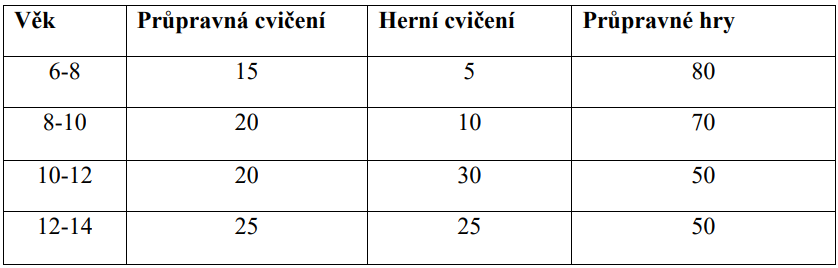 Věk Průpravná cvičení Herní cvičení Průpravné hry
6-8 15 5 80
8-10 20 10 70
10-12 20 30 50
12-14 25 25 50